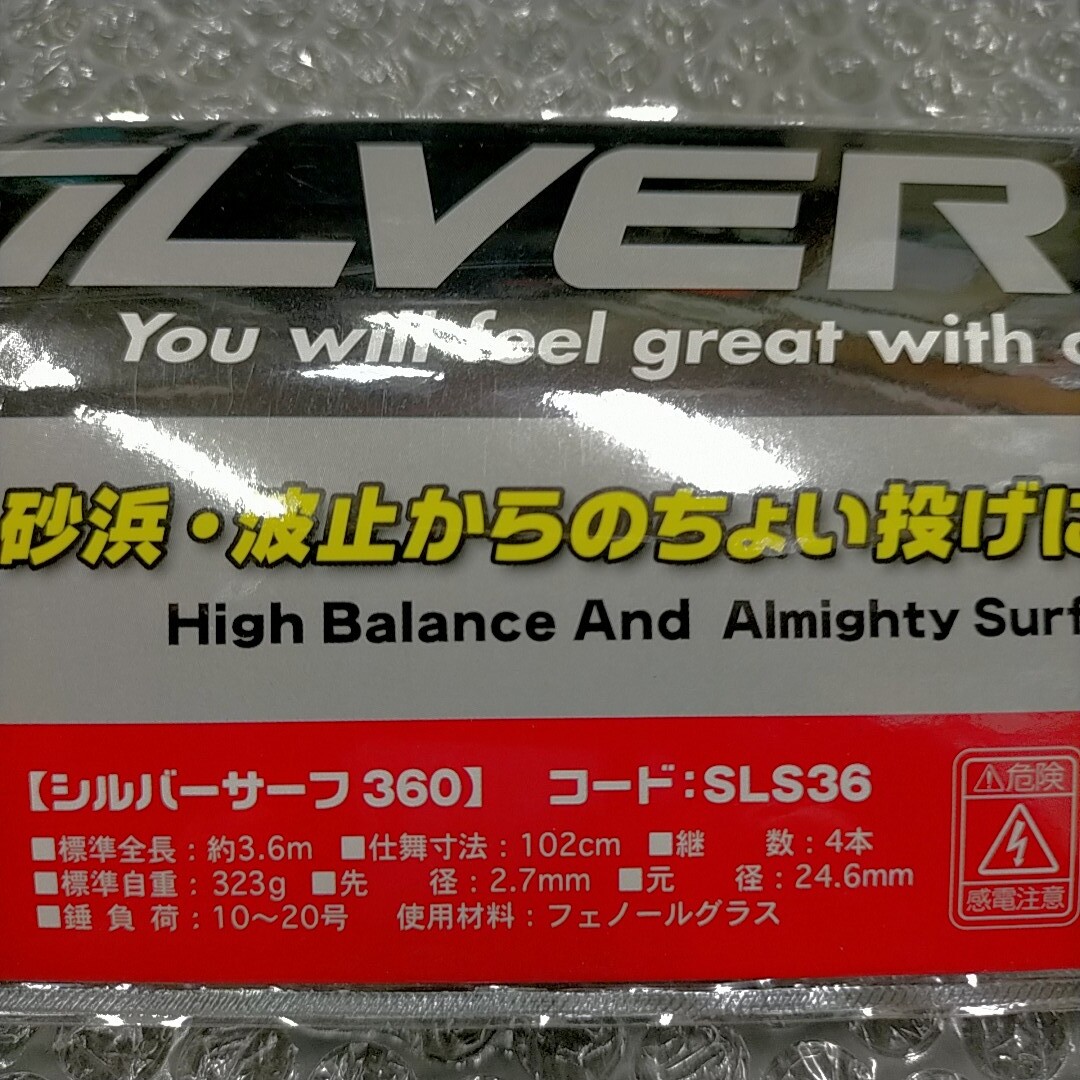 SILVER
You will feel great with
砂浜・波止からのちょい投げに
High Balance And Almighty Surf
【シルバーサーフ 360】 コード:SLS36
■標準全長:約3.6m ■仕舞寸法:102cm ■継 数:4本
■標準自重:323g ■先 径:2.7mm ■元 径:24.6mm
■錘負荷:10〜20号 使用材料:フェノールグラス
⚠危険
感電注意